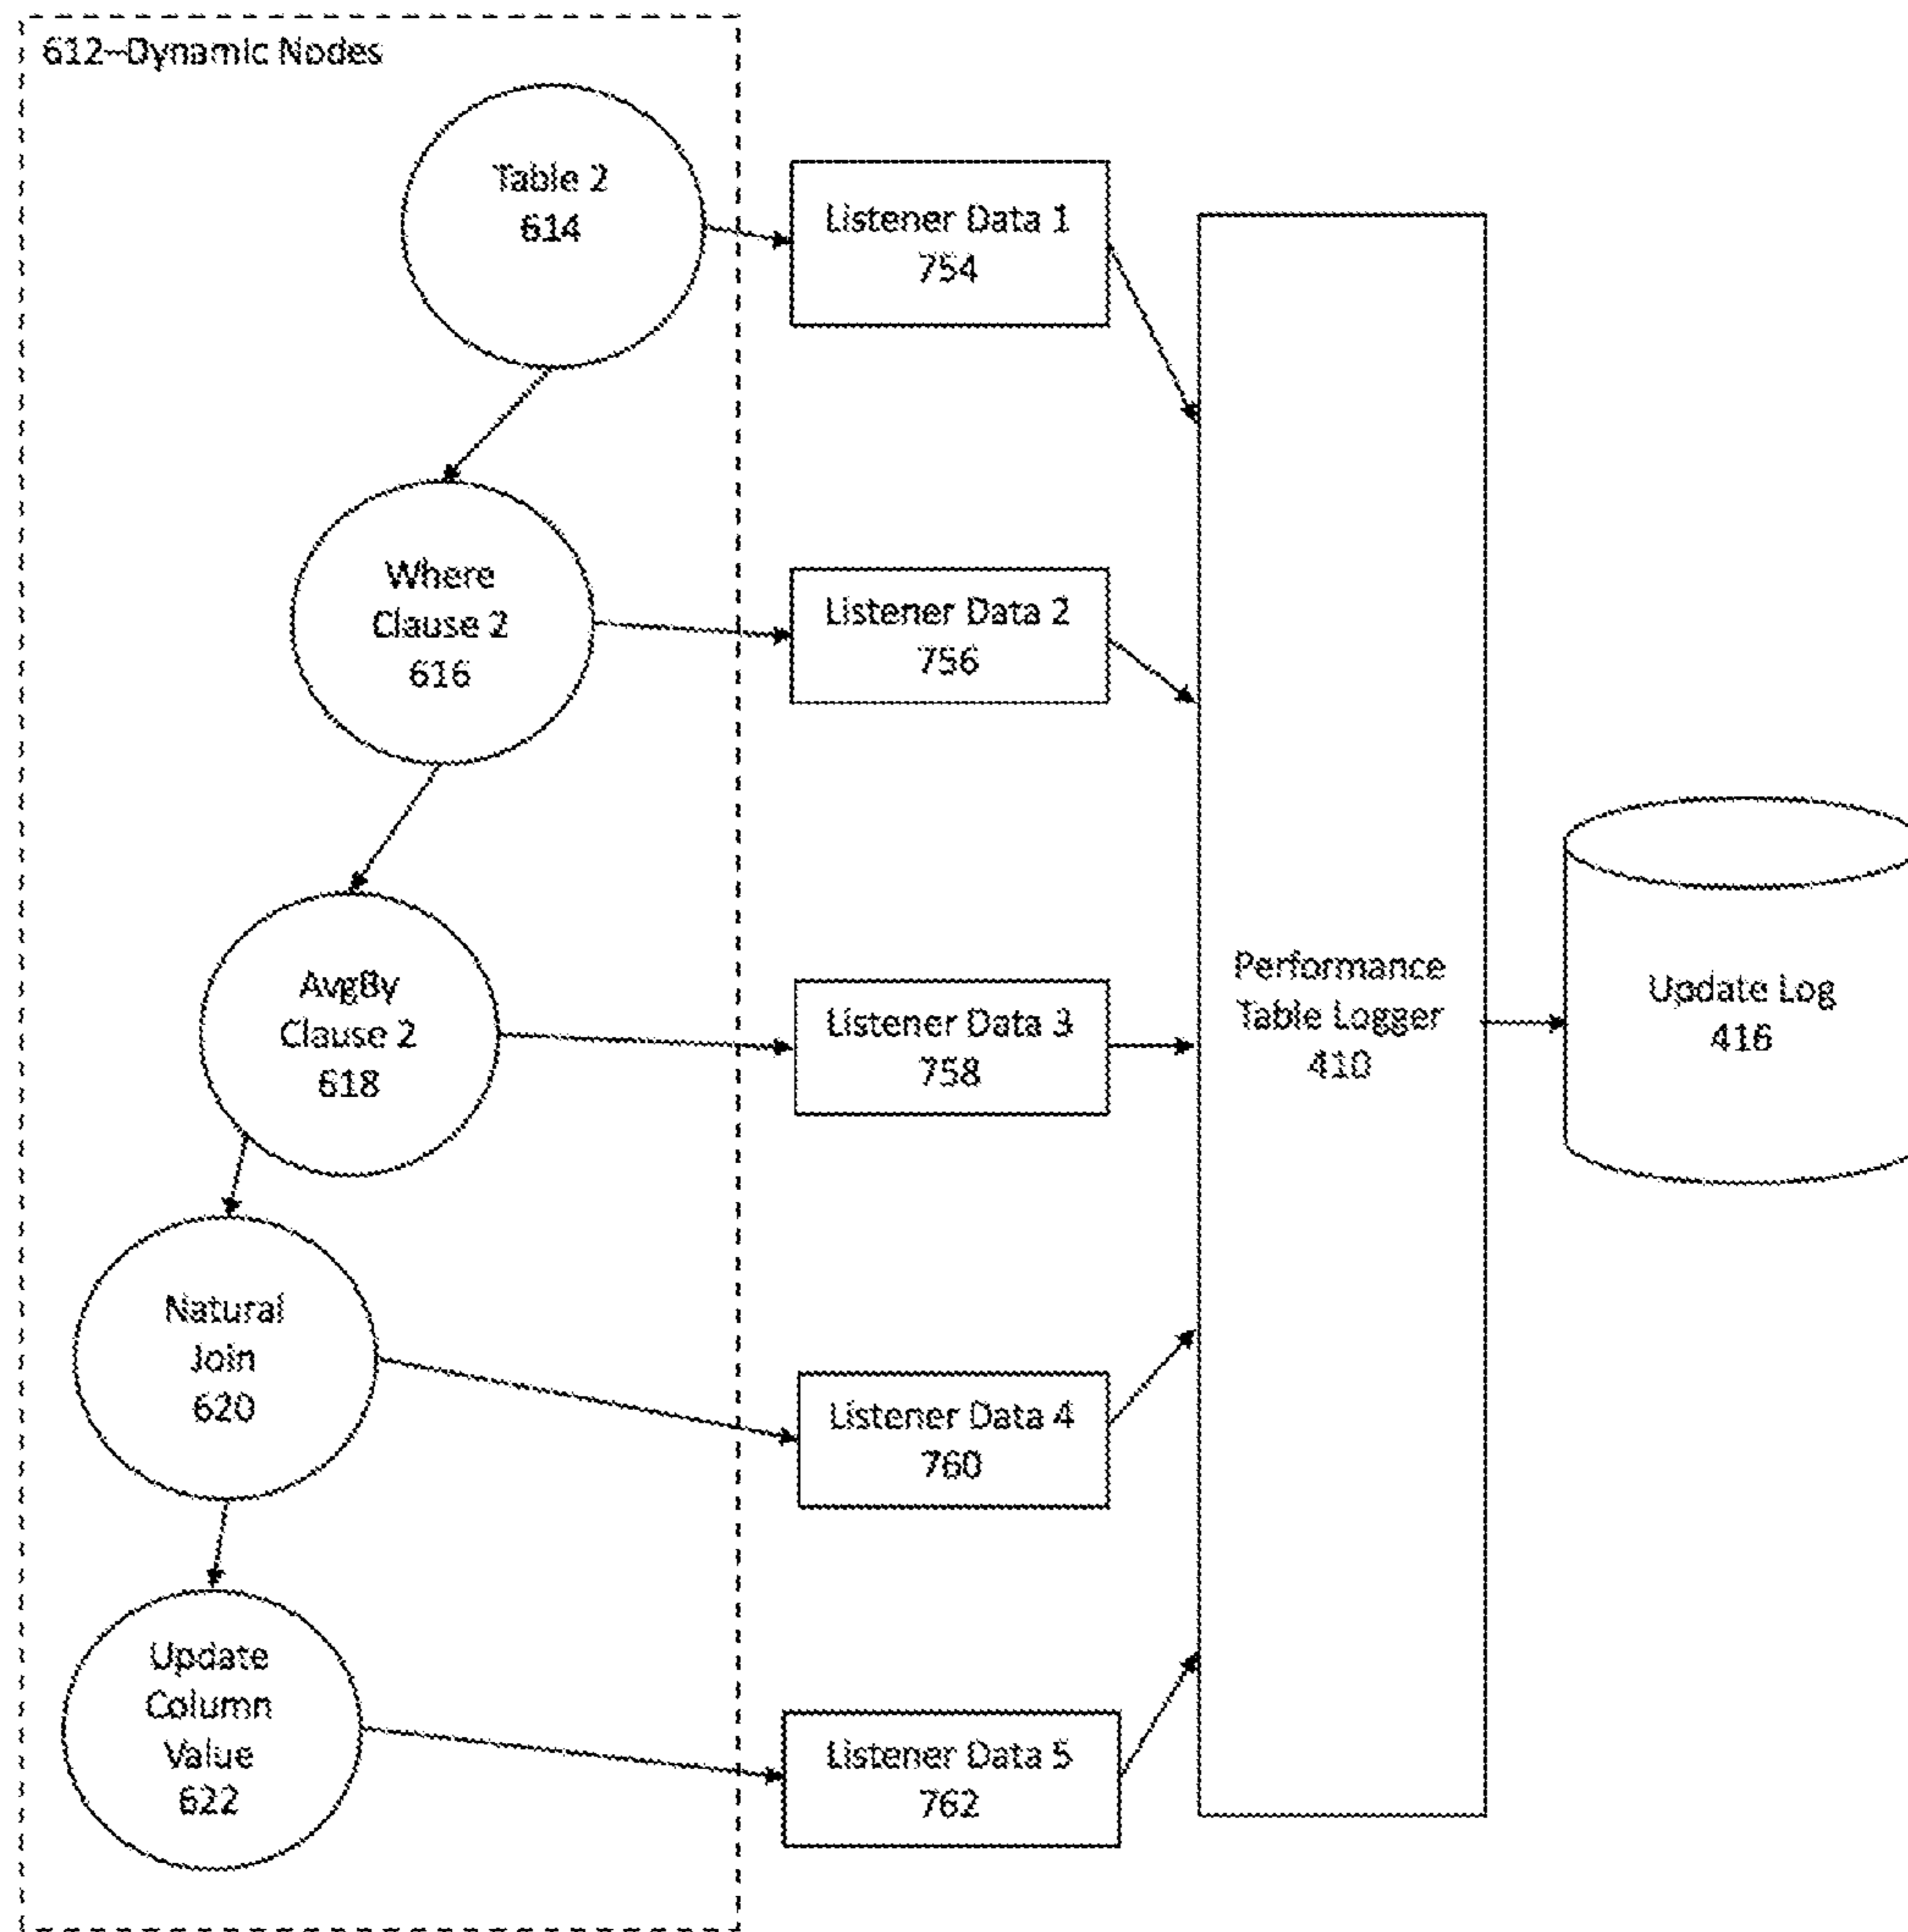 612--Dynamic Nodes
Table 2
614
Listener Data 1
754
Where
Clause 2
616
Listener Data 2
756
AvgBy
Clause 2
618
Listener Data 3
758
Performance
Table Logger
410
Update Log
416
Natural
Join
620
Listener Data 4
760
Update
Column
Value
622
Listener Data 5
762